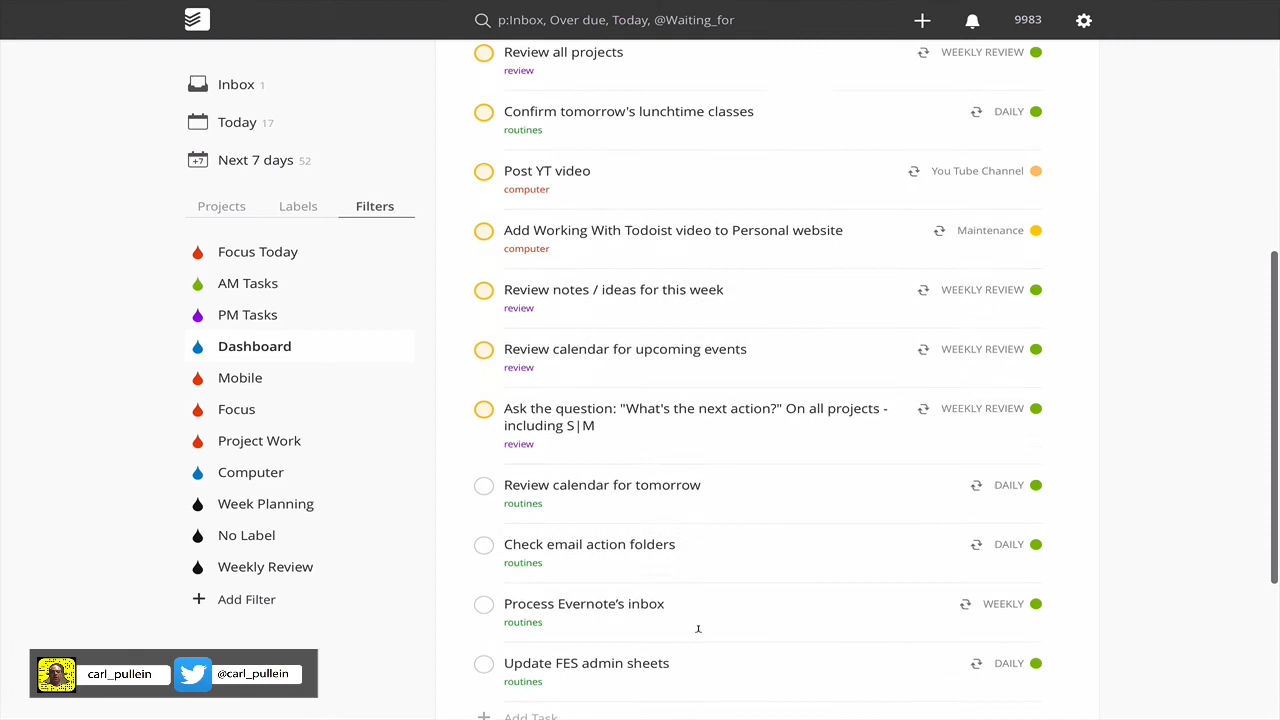 p:Inbox, Over due, Today, @Waiting_for
9983
Inbox 1
Today 17
+7 Next 7 days 52
Projects Labels Filters
Focus Today
AM Tasks
PM Tasks
Dashboard
Mobile
Focus
Project Work
Computer
Week Planning
No Label
Weekly Review
Add Filter
Review all projects WEEKLY REVIEW
review
Confirm tomorrow's lunchtime classes DAILY
routines
Post YT video You Tube Channel
computer
Add Working With Todoist video to Personal website Maintenance
computer
Review notes / ideas for this week WEEKLY REVIEW
review
Review calendar for upcoming events WEEKLY REVIEW
review
Ask the question: "What's the next action?" On all projects - WEEKLY REVIEW
including S|M
review
Review calendar for tomorrow DAILY
routines
Check email action folders DAILY
routines
Process Evernote’s inbox WEEKLY
routines
Update FES admin sheets DAILY
routines
Add Task
carl_pullein @carl_pullein